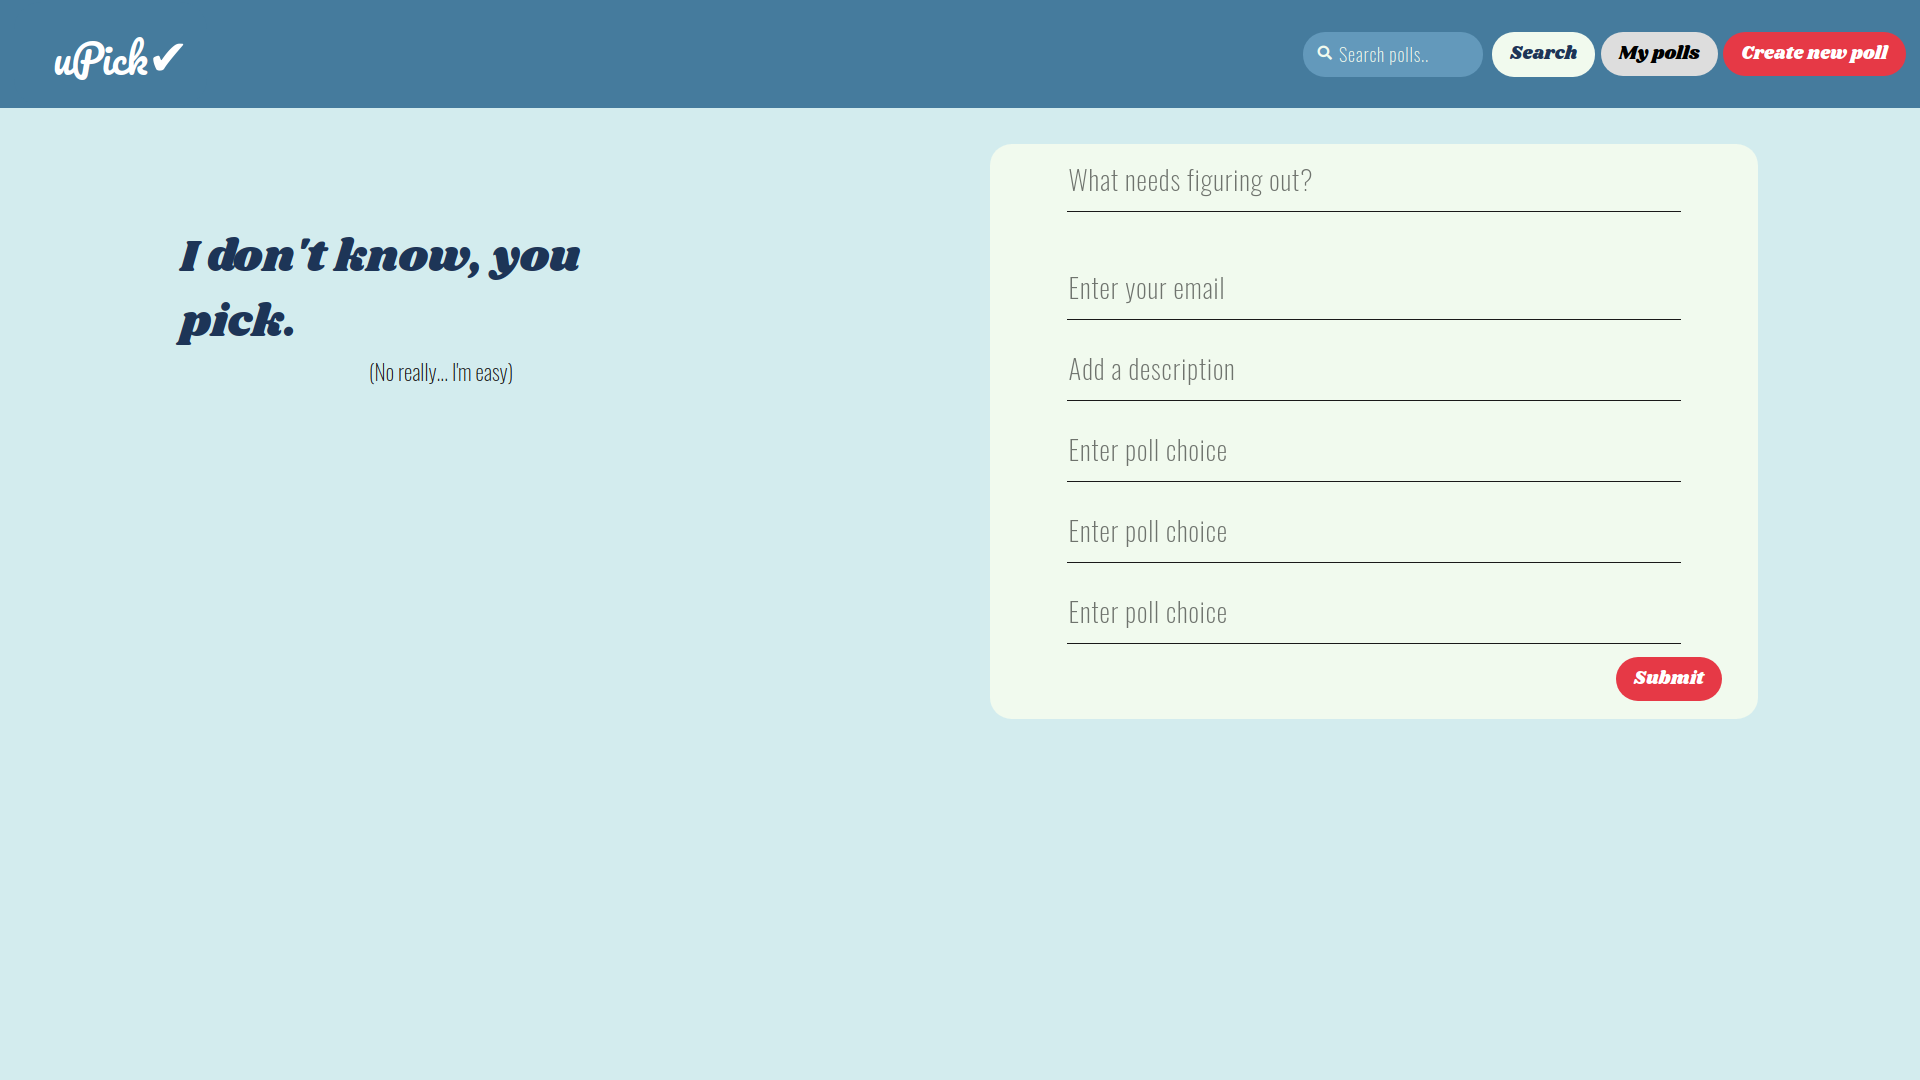 uPick✔
Search polls..
Search
My polls
Create new poll
I don't know, you
pick.
(No really... I'm easy)
What needs figuring out?
Enter your email
Add a description
Enter poll choice
Enter poll choice
Enter poll choice
Submit